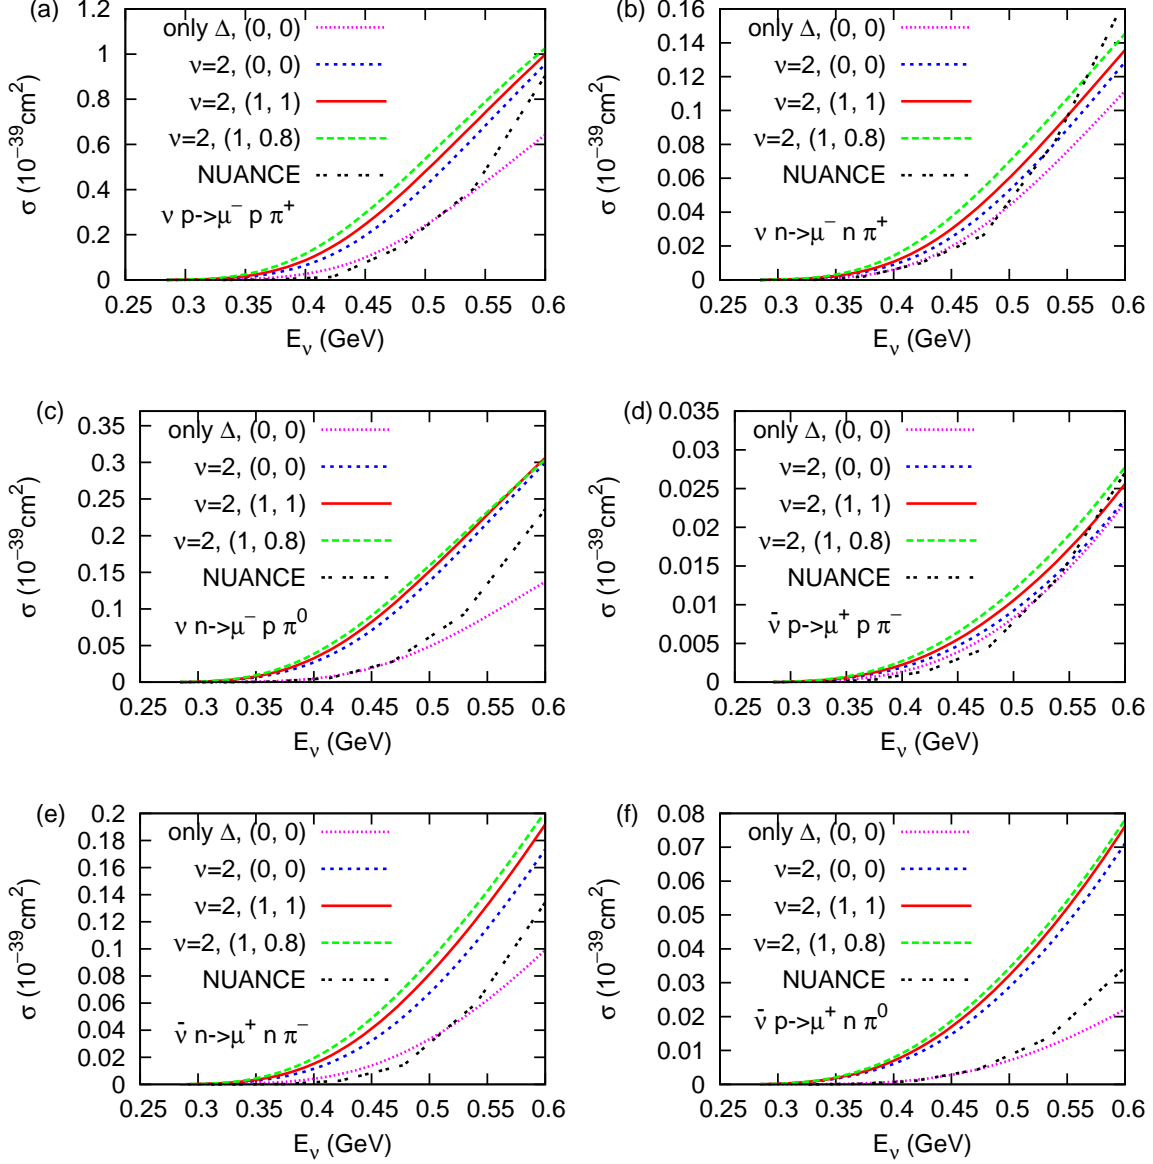 (a)
σ (10⁻³⁹cm²)
1.2
1
0.8
0.6
0.4
0.2
0
only Δ, (0, 0)
ν=2, (0, 0)
ν=2, (1, 1)
ν=2, (1, 0.8)
NUANCE
ν p->μ⁻ p π⁺
0.25 0.3 0.35 0.4 0.45 0.5 0.55 0.6
E_ν (GeV)
(b)
σ (10⁻³⁹cm²)
0.16
0.14
0.12
0.1
0.08
0.06
0.04
0.02
0
only Δ, (0, 0)
ν=2, (0, 0)
ν=2, (1, 1)
ν=2, (1, 0.8)
NUANCE
ν n->μ⁻ n π⁺
0.25 0.3 0.35 0.4 0.45 0.5 0.55 0.6
E_ν (GeV)
(c)
σ (10⁻³⁹cm²)
0.35
0.3
0.25
0.2
0.15
0.1
0.05
0
only Δ, (0, 0)
ν=2, (0, 0)
ν=2, (1, 1)
ν=2, (1, 0.8)
NUANCE
ν n->μ⁻ p π⁰
0.25 0.3 0.35 0.4 0.45 0.5 0.55 0.6
E_ν (GeV)
(d)
σ (10⁻³⁹cm²)
0.035
0.03
0.025
0.02
0.015
0.01
0.005
0
only Δ, (0, 0)
ν=2, (0, 0)
ν=2, (1, 1)
ν=2, (1, 0.8)
NUANCE
ν̄ p->μ⁺ p π⁻
0.25 0.3 0.35 0.4 0.45 0.5 0.55 0.6
E_ν (GeV)
(e)
σ (10⁻³⁹cm²)
0.2
0.18
0.16
0.14
0.12
0.1
0.08
0.06
0.04
0.02
0
only Δ, (0, 0)
ν=2, (0, 0)
ν=2, (1, 1)
ν=2, (1, 0.8)
NUANCE
ν̄ n->μ⁺ n π⁻
0.25 0.3 0.35 0.4 0.45 0.5 0.55 0.6
E_ν (GeV)
(f)
σ (10⁻³⁹cm²)
0.08
0.07
0.06
0.05
0.04
0.03
0.02
0.01
0
only Δ, (0, 0)
ν=2, (0, 0)
ν=2, (1, 1)
ν=2, (1, 0.8)
NUANCE
ν̄ p->μ⁺ n π⁰
0.25 0.3 0.35 0.4 0.45 0.5 0.55 0.6
E_ν (GeV)